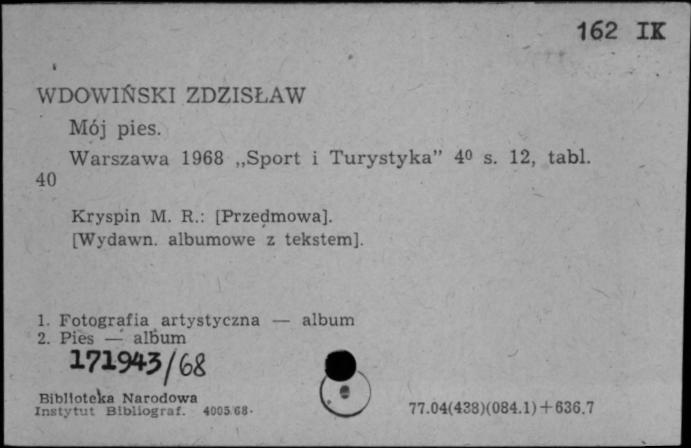 162 IK
WDOWIŃSKI ZDZISŁAW
Mój pies.
Warszawa 1968 „Sport i Turystyka” 4⁰ s. 12, tabl.
40
Kryspin M. R.: [Przedmowa].
[Wydawn. albumowe z tekstem].
1. Fotografia artystyczna — album
2. Pies — album
171943/68
Biblioteka Narodowa
Instytut Bibliograf. 4005/68.
77.04(438)(084.1)+636.7